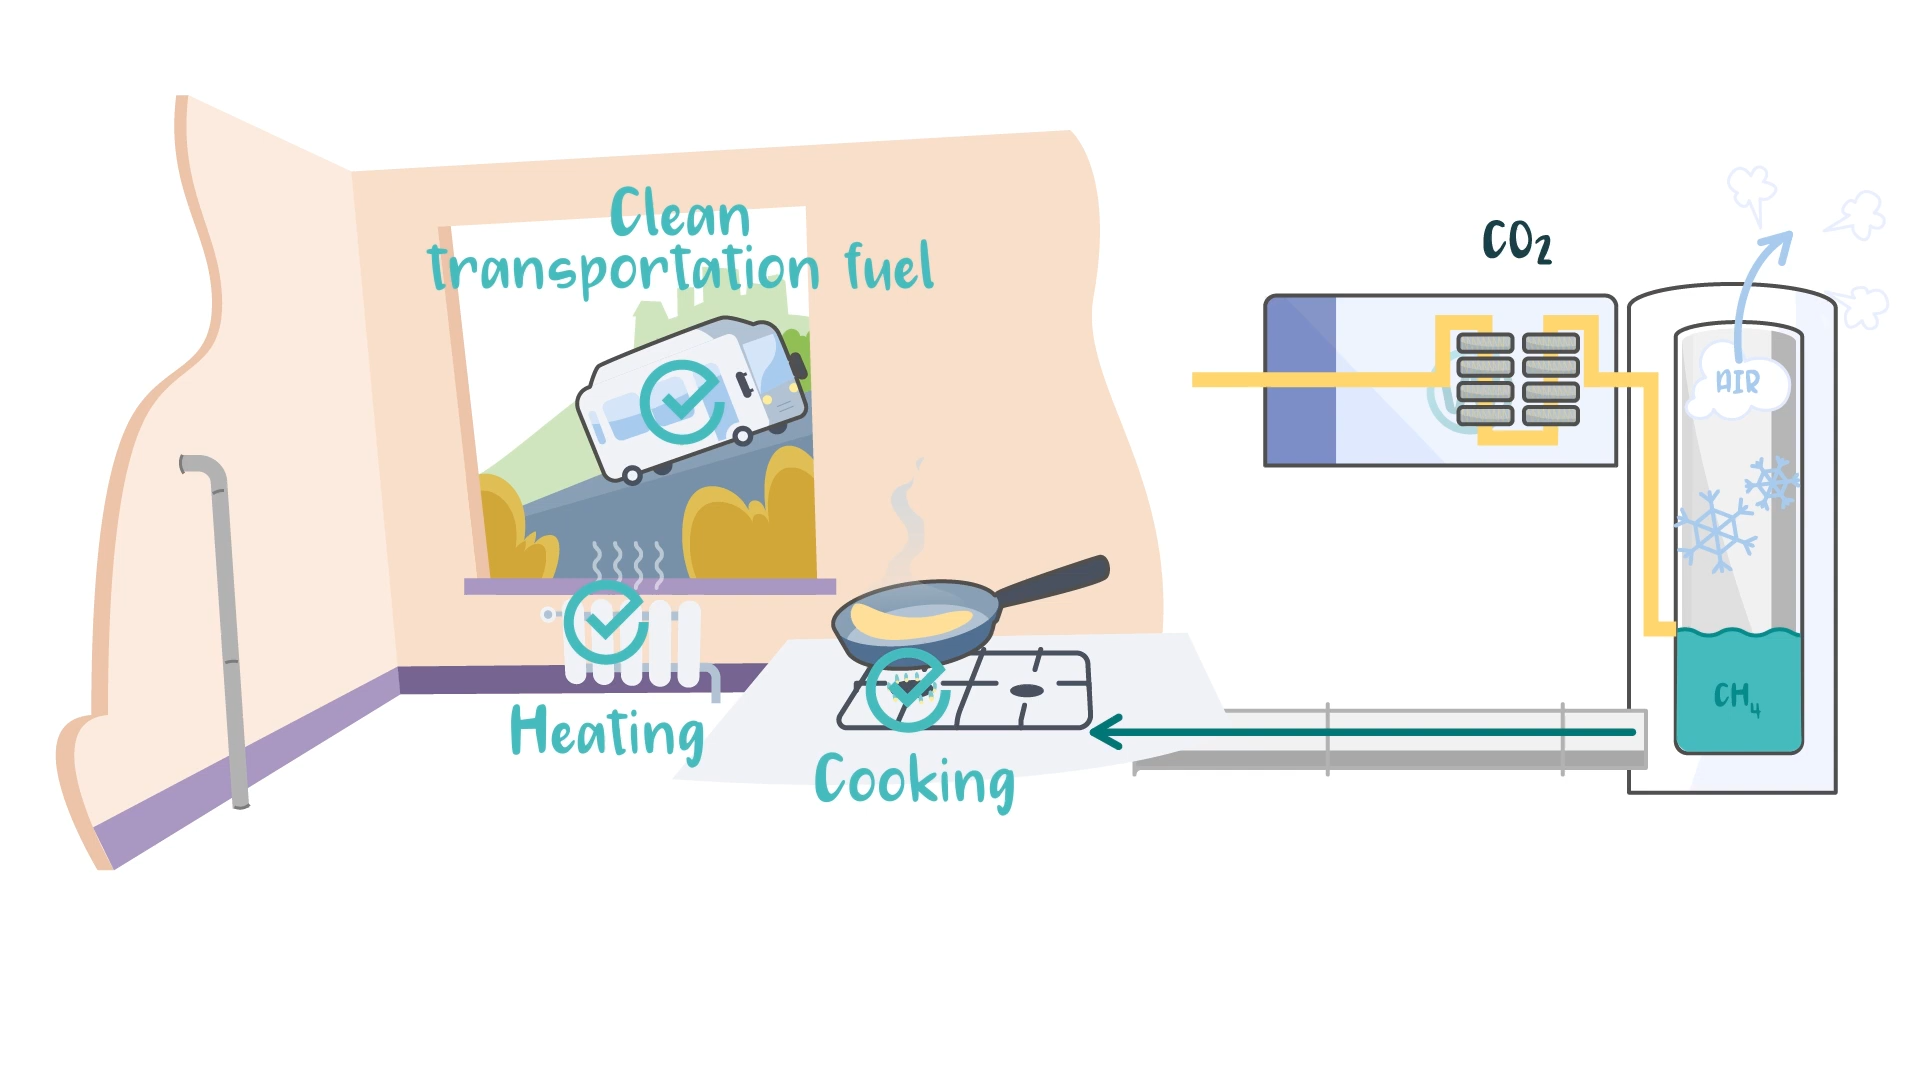 Clean
transportation fuel
Heating
Cooking
CO₂
AIR
CH₄